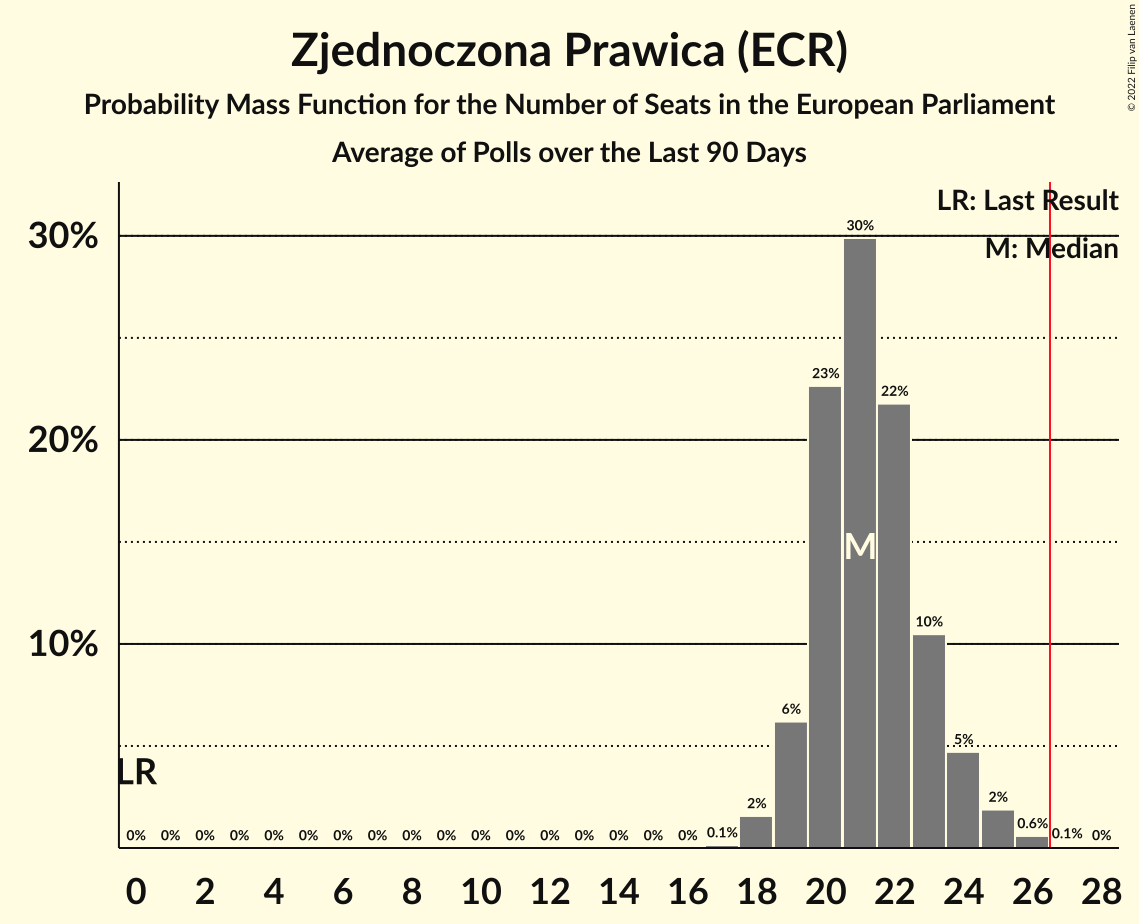 Zjednoczona Prawica (ECR)
Probability Mass Function for the Number of Seats in the European Parliament
Average of Polls over the Last 90 Days
© 2022 Filip van Laenen
LR: Last Result
M: Median
30%
20%
10%
30%
23%
22%
M
10%
6%
5%
LR
2%
2%
0% 0% 0% 0% 0% 0% 0% 0% 0% 0% 0% 0% 0% 0% 0% 0% 0% 0.1% 0.6% 0.1% 0%
0 2 4 6 8 10 12 14 16 18 20 22 24 26 28